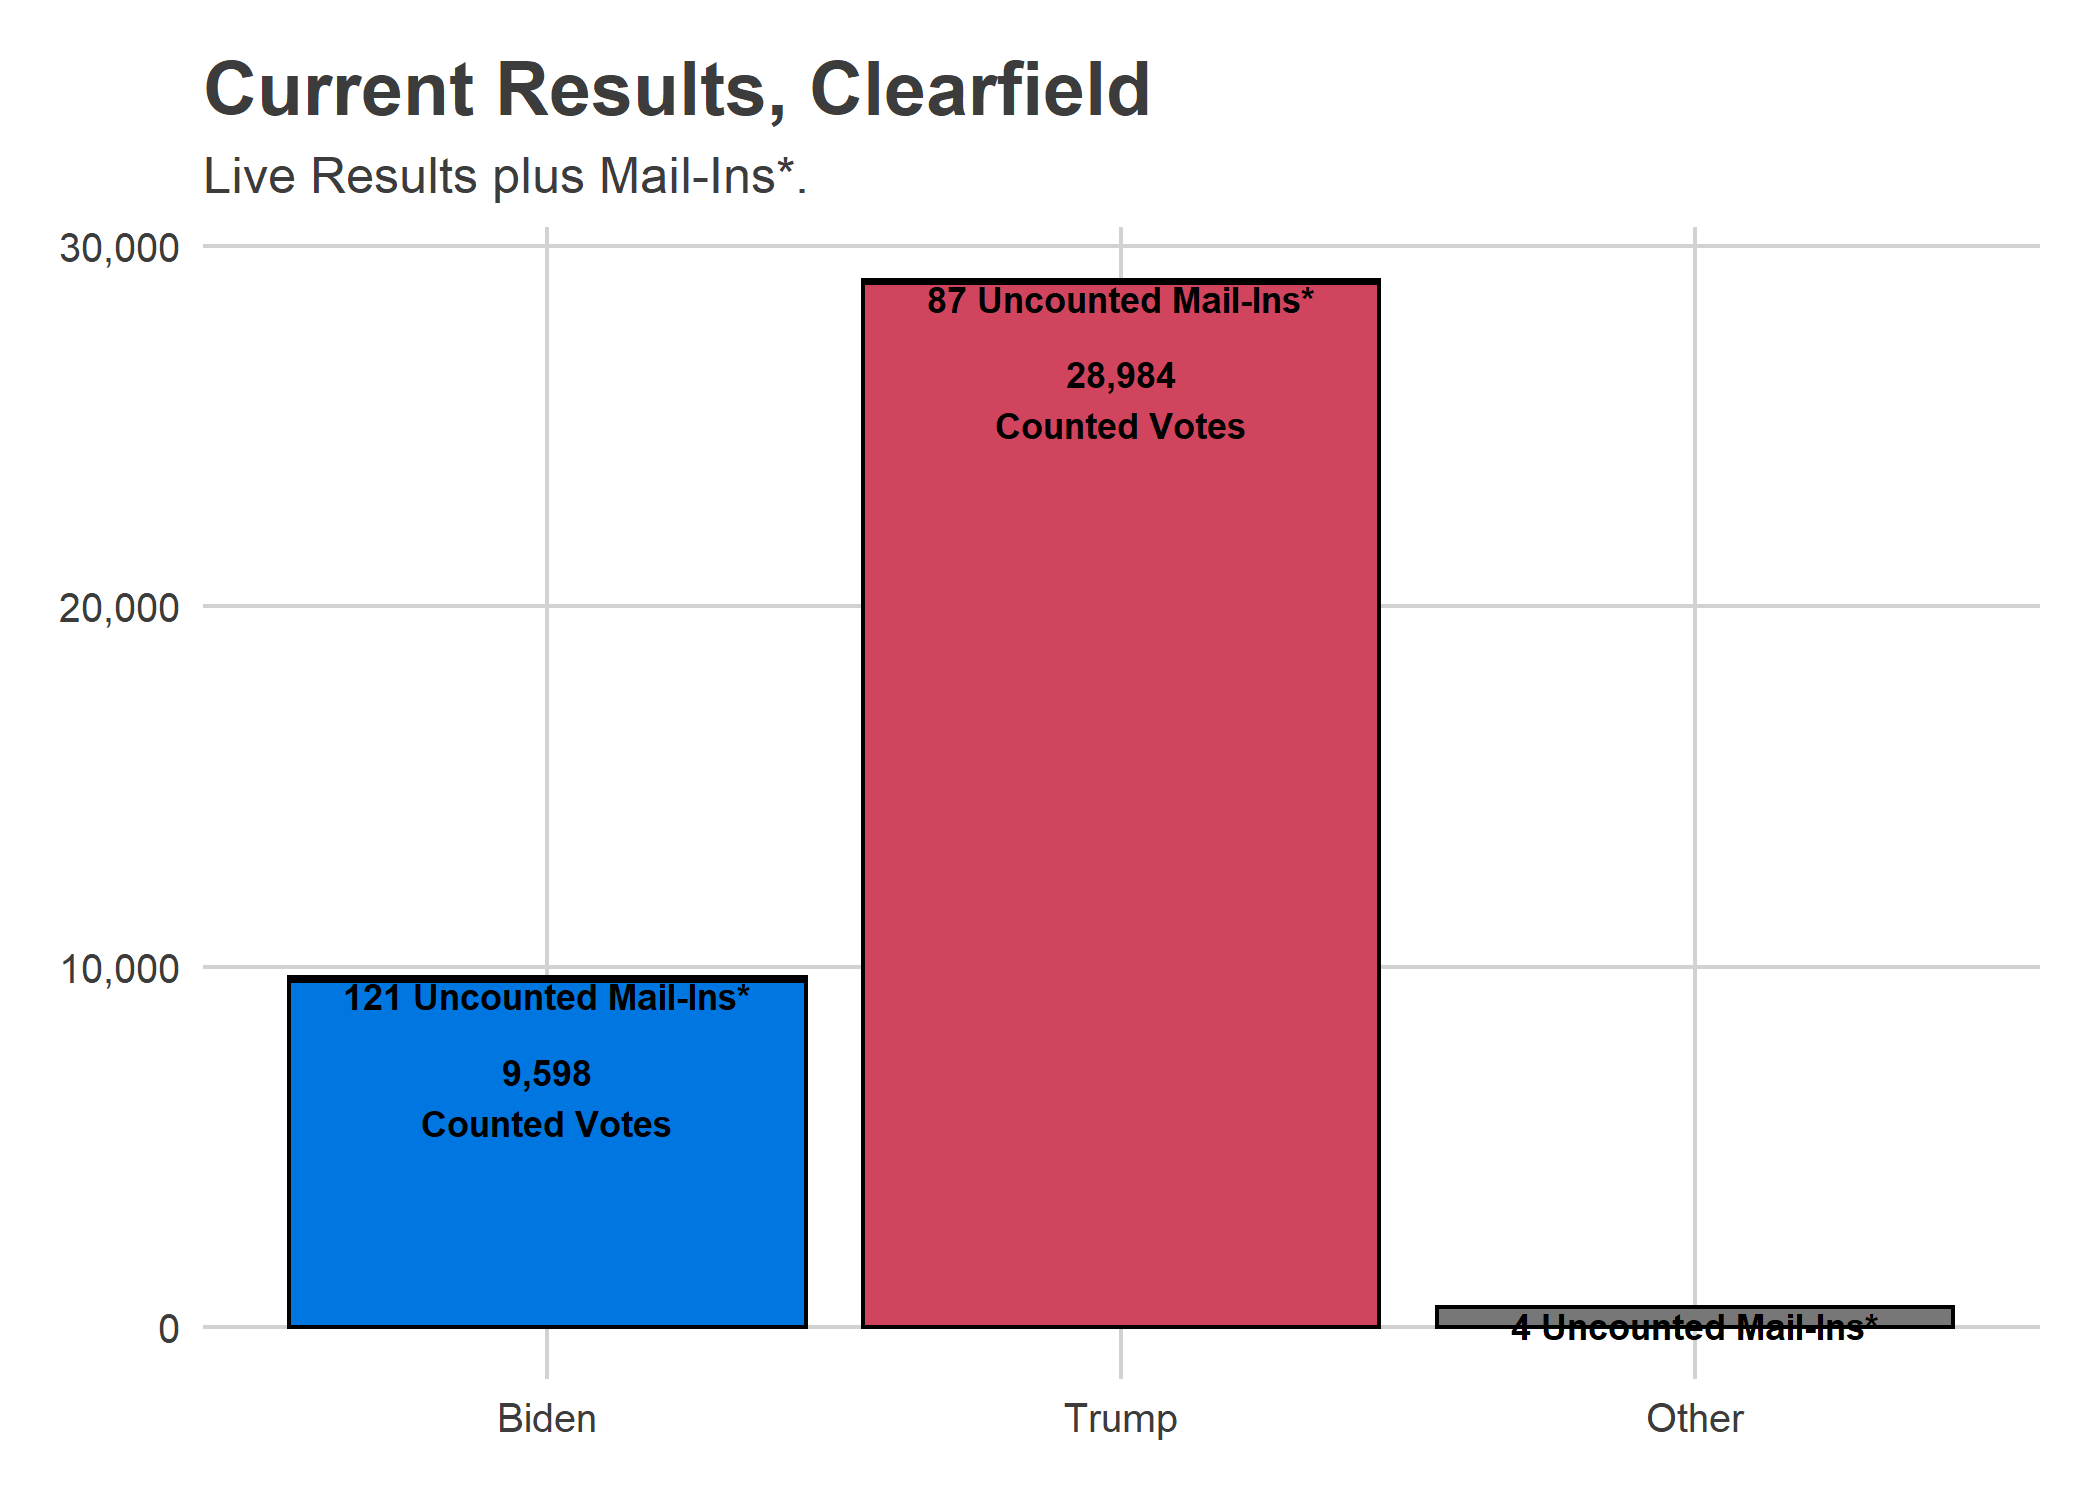 Current Results, Clearfield
Live Results plus Mail-Ins*.
30,000
20,000
10,000
0
87 Uncounted Mail-Ins*
28,984
Counted Votes
121 Uncounted Mail-Ins*
9,598
Counted Votes
4 Uncounted Mail-Ins*
Biden
Trump
Other